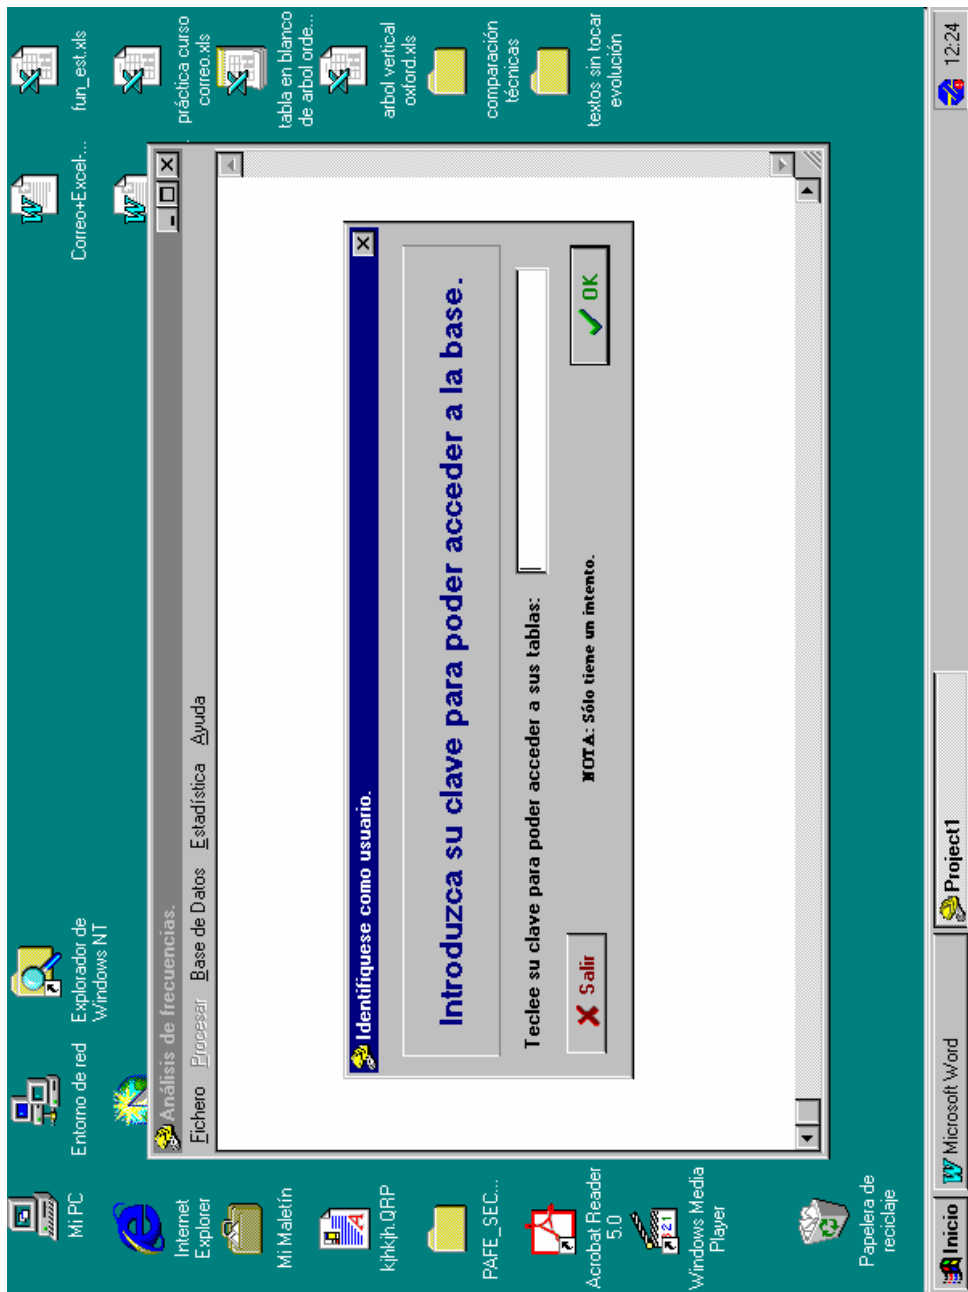 Mi PC
Entorno de red
Explorador de
Windows NT
Correo+Excel-...
fun_est.xls
Internet
Explorer
práctica curso
correo.xls
Mi Maletín
tabla en blanco
de arbol orde...
kjhkjh.QRP
arbol vertical
oxford.xls
PAFE_SEC...
comparación
técnicas
Acrobat Reader
5.0
textos sin tocar
evolución
Windows Media
Player
Papelera de
reciclaje
Análisis de frecuencias.
Fichero Procesar Base de Datos Estadística Ayuda
Identifíquese como usuario.
Introduzca su clave para poder acceder a la base.
Teclee su clave para poder acceder a sus tablas:
Salir
NOTA: Sólo tiene un intento.
OK
Inicio
Microsoft Word
Project1
12:24